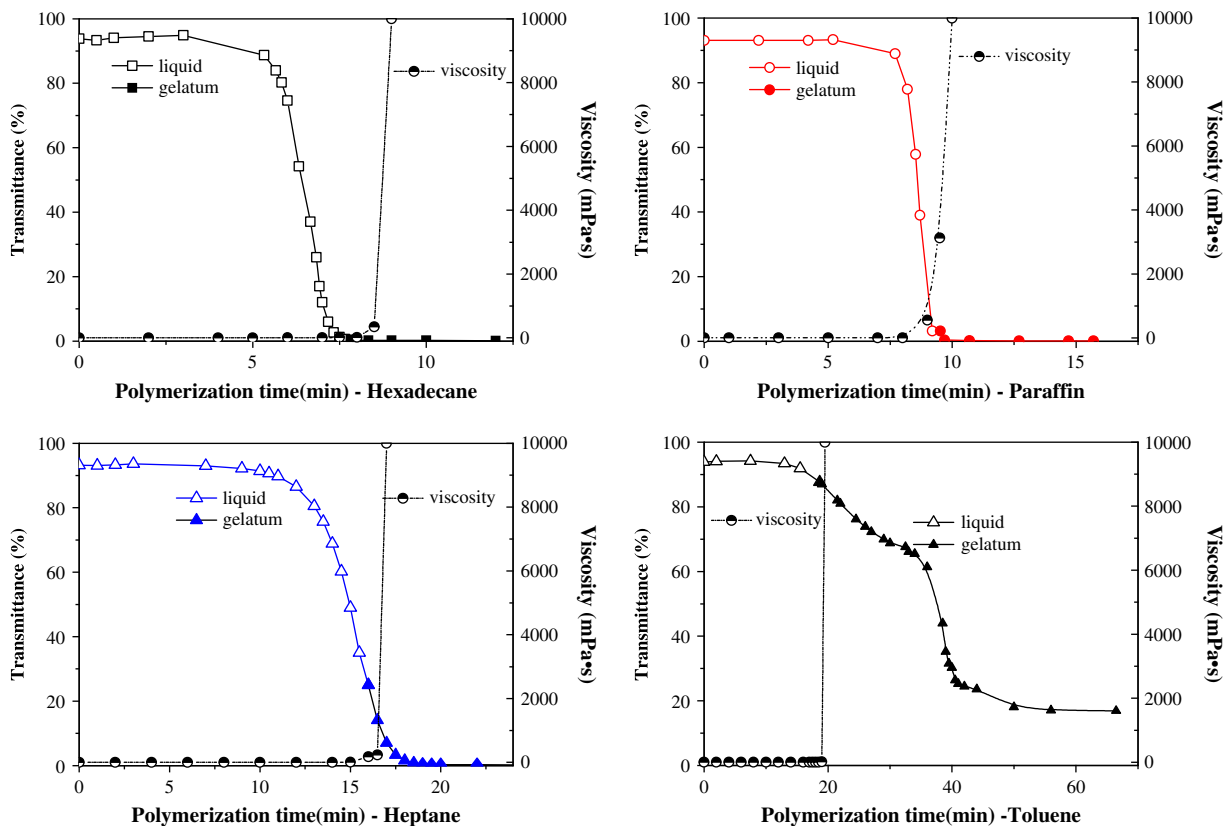 100
80
60
40
20
0
Transmittance (%)
liquid
gelatum
viscosity
10000
8000
6000
4000
2000
0
Viscosity (mPa•s)
0
5
10
Polymerization time(min) - Hexadecane
100
80
60
40
20
0
Transmittance (%)
liquid
gelatum
viscosity
10000
8000
6000
4000
2000
0
Viscosity (mPa•s)
0
5
10
15
Polymerization time(min) - Paraffin
100
80
60
40
20
0
Transmittance (%)
liquid
gelatum
viscosity
10000
8000
6000
4000
2000
0
Viscosity (mPa•s)
0
5
10
15
20
Polymerization time(min) - Heptane
100
80
60
40
20
0
Transmittance (%)
viscosity
liquid
gelatum
10000
8000
6000
4000
2000
0
Viscosity (mPa•s)
0
20
40
60
Polymerization time(min) -Toluene